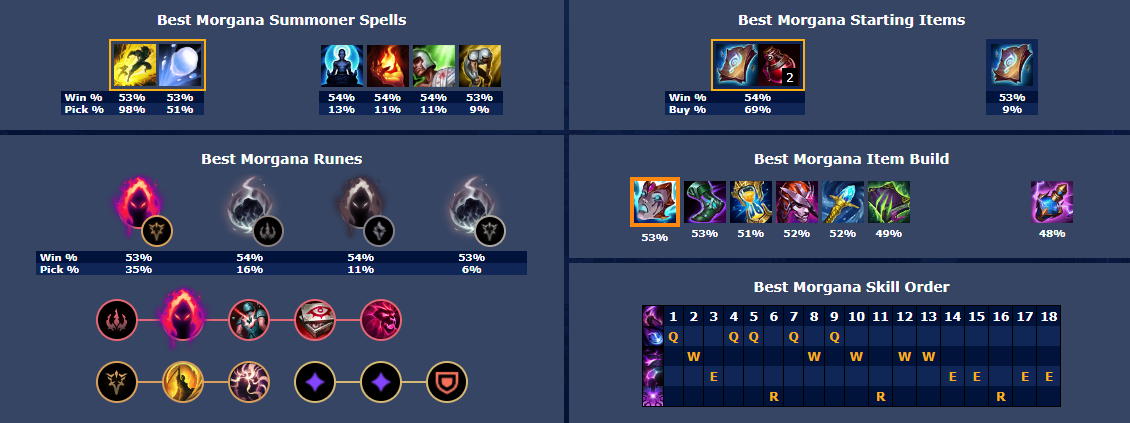 Best Morgana Summoner Spells
Win % 53% 53% 54% 54% 54% 53%
Pick % 98% 51% 13% 11% 11% 9%
Best Morgana Starting Items
2
Win % 54% 53%
Buy % 69% 9%
Best Morgana Runes
Win % 53% 54% 54% 53%
Pick % 35% 16% 11% 6%
Best Morgana Item Build
53% 53% 51% 52% 52% 49% 48%
Best Morgana Skill Order
1 2 3 4 5 6 7 8 9 10 11 12 13 14 15 16 17 18
Q Q Q Q Q
W W W W W
E E E E E
R R R